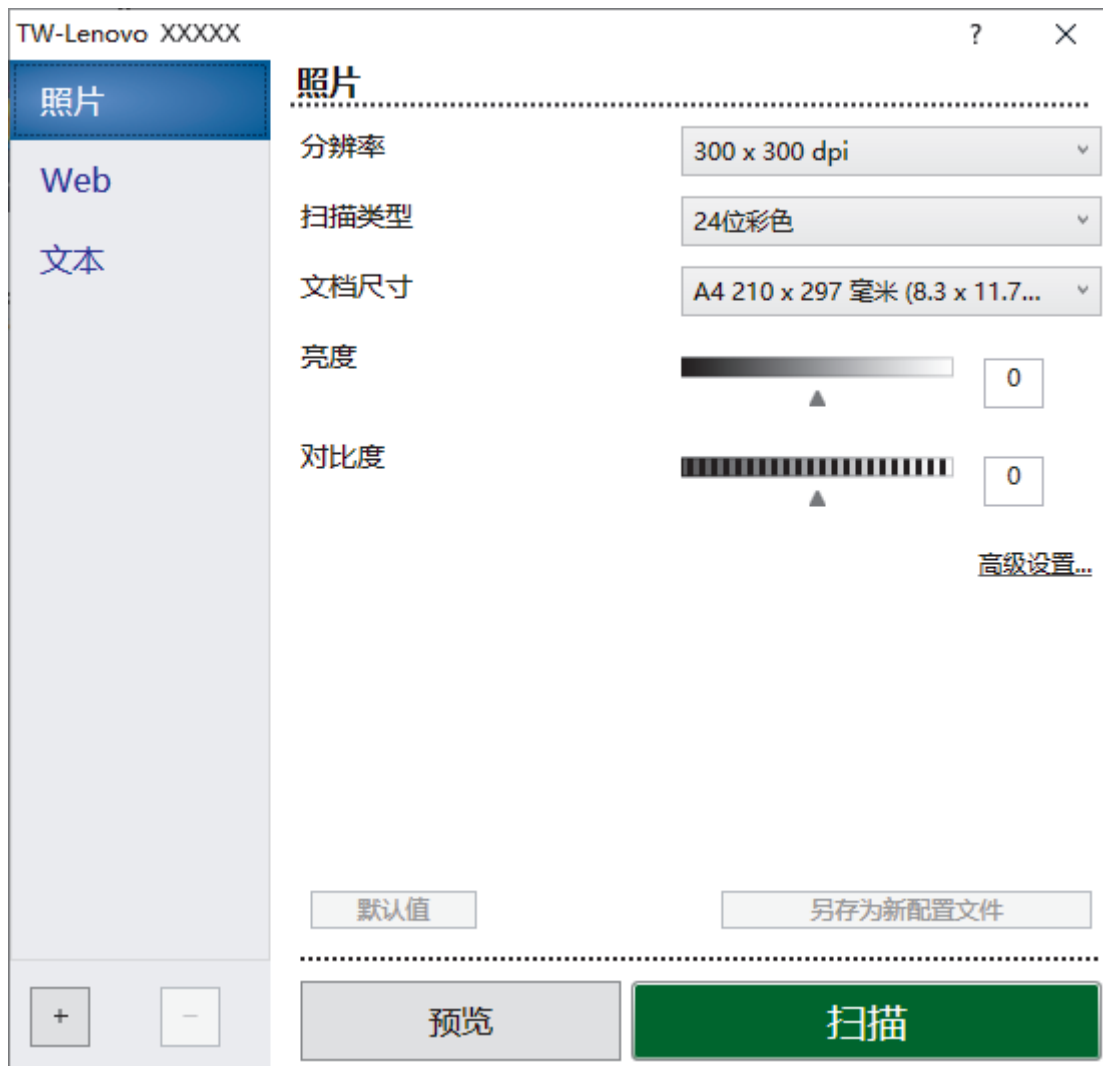 TW-Lenovo XXXXX ?
照片
Web
文本
照片
分辨率 300 x 300 dpi
扫描类型 24位彩色
文档尺寸 A4 210 x 297 毫米 (8.3 x 11.7...
亮度 0
对比度 0
高级设置...
默认值 另存为新配置文件
+ − 预览 扫描